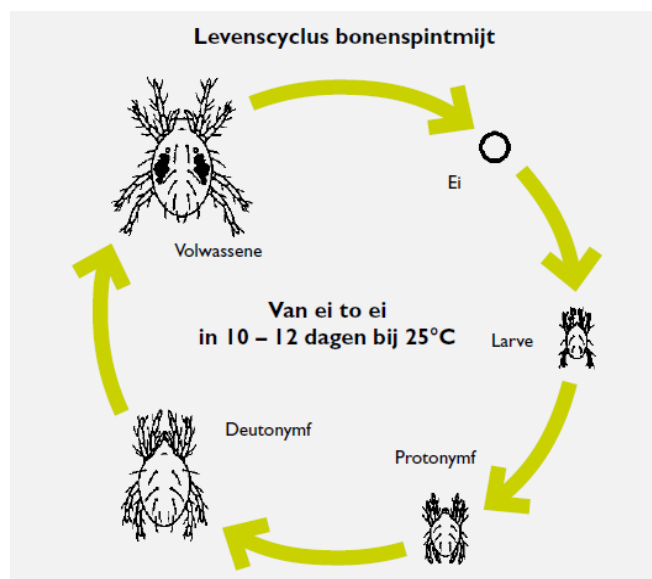 Levenscyclus bonenspintmijt
Ei
Volwassene
Van ei to ei
in 10 – 12 dagen bij 25°C
Larve
Deutonymf
Protonymf